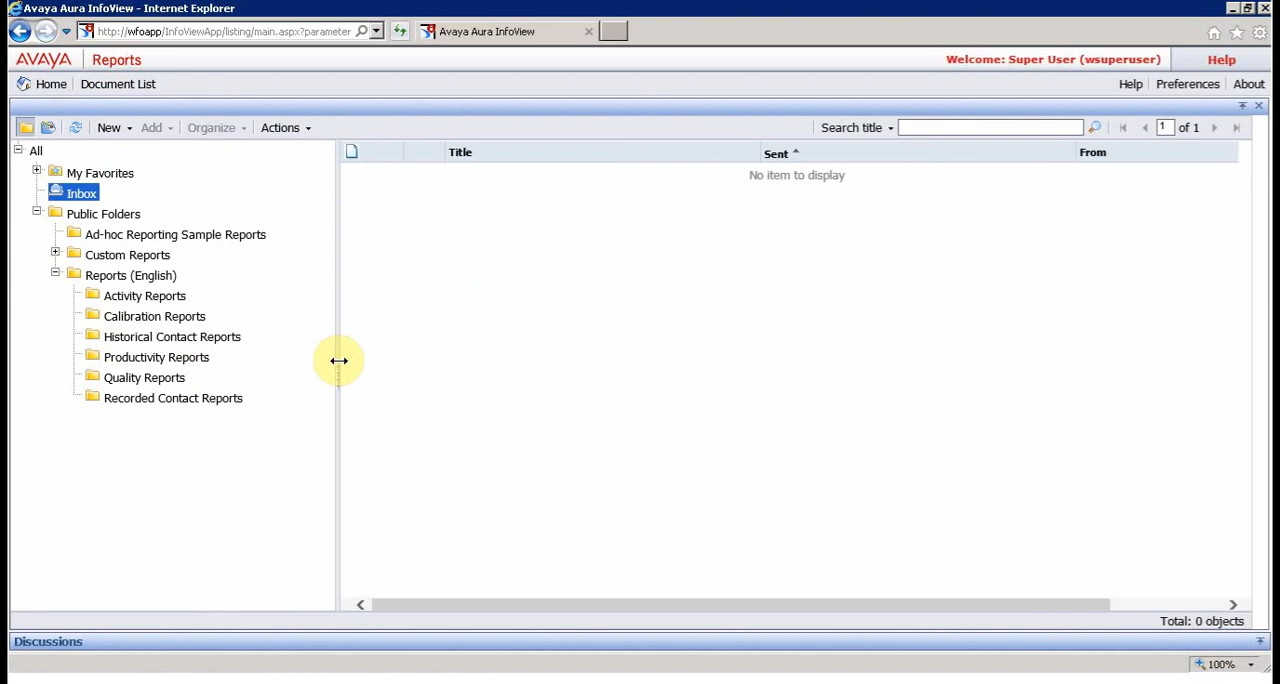 Avaya Aura InfoView - Internet Explorer
http://wfoapp/InfoViewApp/listing/main.aspx?parameter
Avaya Aura InfoView
AVAYA Reports Welcome: Super User (wsuperuser) Help
Home Document List Help Preferences About
New Add Organize Actions Search title 1 of 1
All
My Favorites
Inbox
Public Folders
Ad-hoc Reporting Sample Reports
Custom Reports
Reports (English)
Activity Reports
Calibration Reports
Historical Contact Reports
Productivity Reports
Quality Reports
Recorded Contact Reports
Title Sent From
No item to display
Total: 0 objects
Discussions
100%